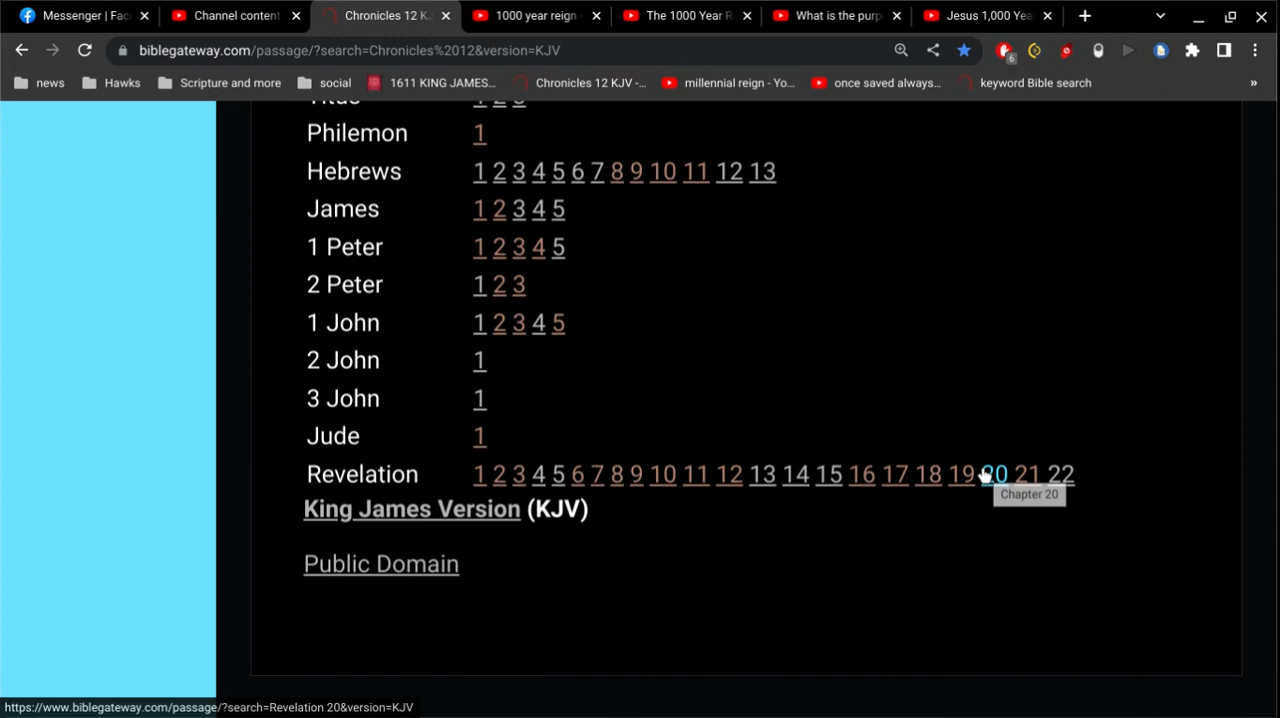 Messenger | Fac
Channel content
Chronicles 12 KJ
1000 year reign -
The 1000 Year R
What is the purp
Jesus 1,000 Yea
biblegateway.com/passage/?search=Chronicles%2012&version=KJV
6
news
Hawks
Scripture and more
social
1611 KING JAMES...
Chronicles 12 KJV -...
millennial reign - Yo...
once saved always...
keyword Bible search
»
Titus 1 2 3
Philemon 1
Hebrews 1 2 3 4 5 6 7 8 9 10 11 12 13
James 1 2 3 4 5
1 Peter 1 2 3 4 5
2 Peter 1 2 3
1 John 1 2 3 4 5
2 John 1
3 John 1
Jude 1
Revelation 1 2 3 4 5 6 7 8 9 10 11 12 13 14 15 16 17 18 19 20 21 22
Chapter 20
King James Version (KJV)
Public Domain
https://www.biblegateway.com/passage/?search=Revelation 20&version=KJV